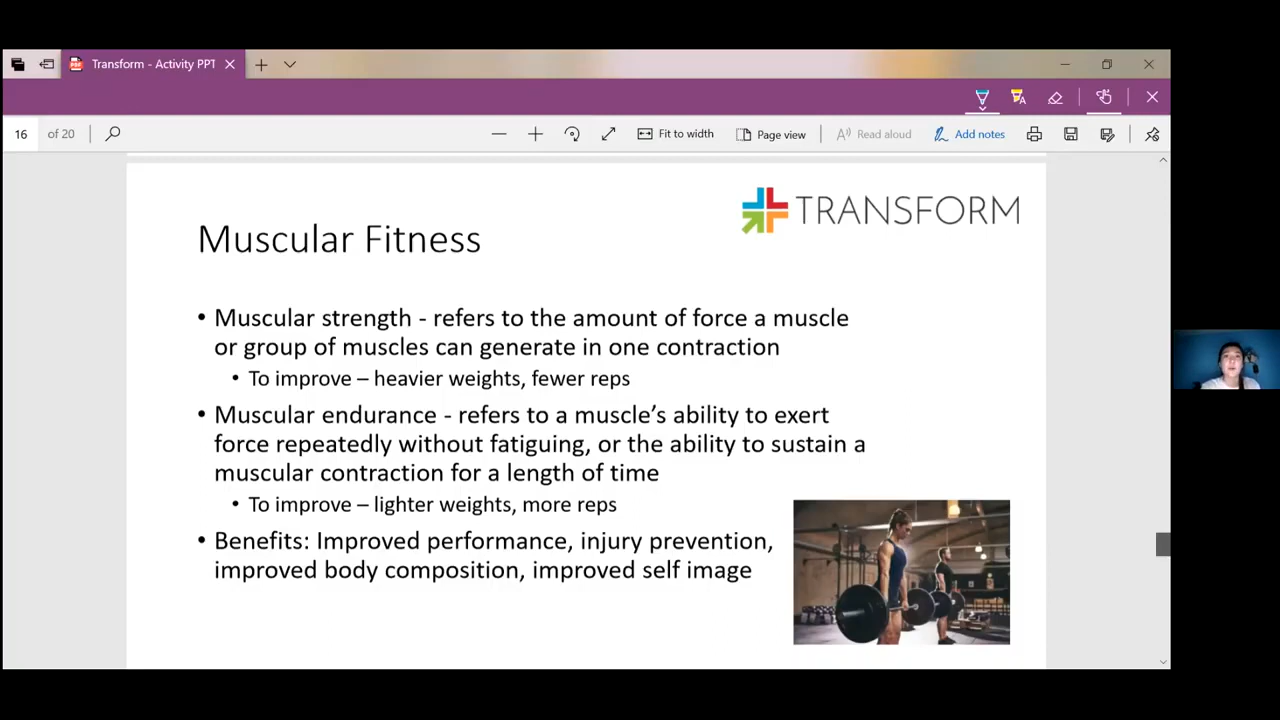 Transform - Activity PPT
16 of 20
Fit to width
Page view
Read aloud
Add notes
TRANSFORM
Muscular Fitness
• Muscular strength - refers to the amount of force a muscle
or group of muscles can generate in one contraction
• To improve – heavier weights, fewer reps
• Muscular endurance - refers to a muscle's ability to exert
force repeatedly without fatiguing, or the ability to sustain a
muscular contraction for a length of time
• To improve – lighter weights, more reps
• Benefits: Improved performance, injury prevention,
improved body composition, improved self image